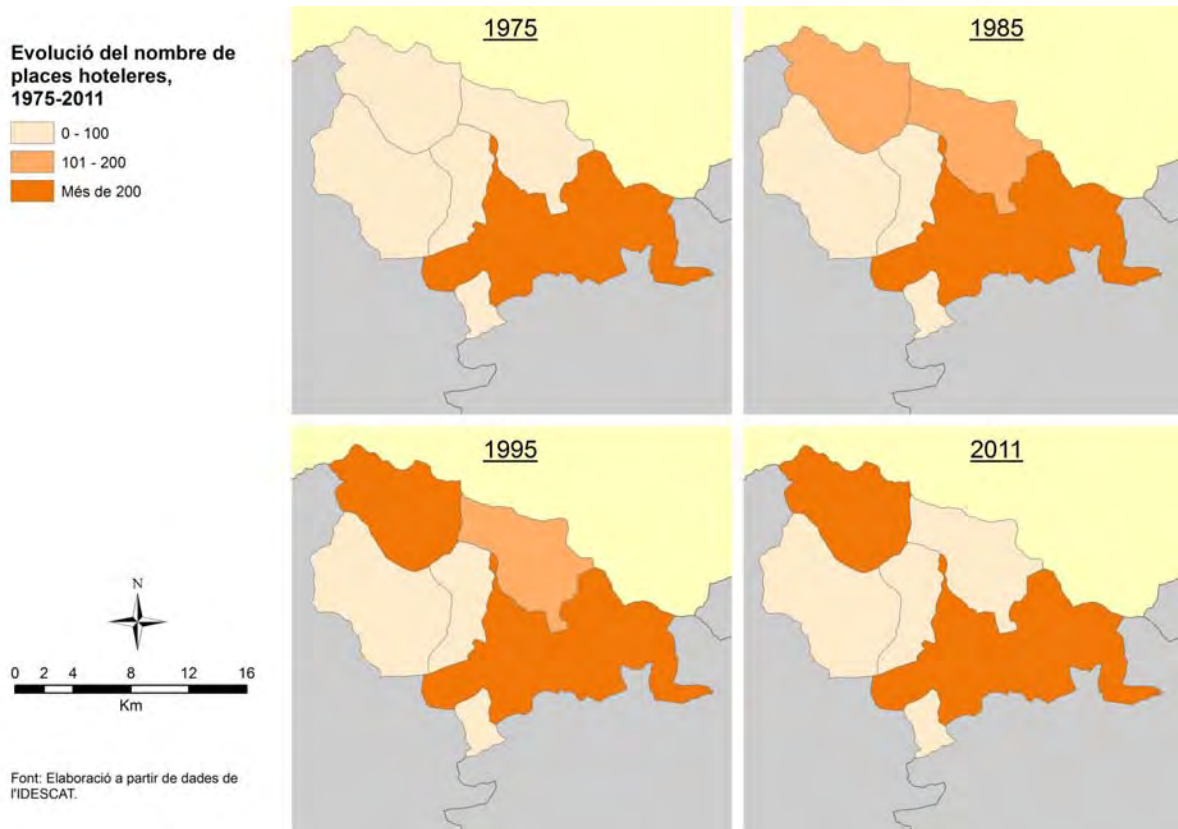 Evolució del nombre de
places hoteleres,
1975-2011
0 - 100
101 - 200
Més de 200
1975
1985
1995
2011
N
0 2 4 8 12 16
Km
Font: Elaboració a partir de dades de
l'IDESCAT.